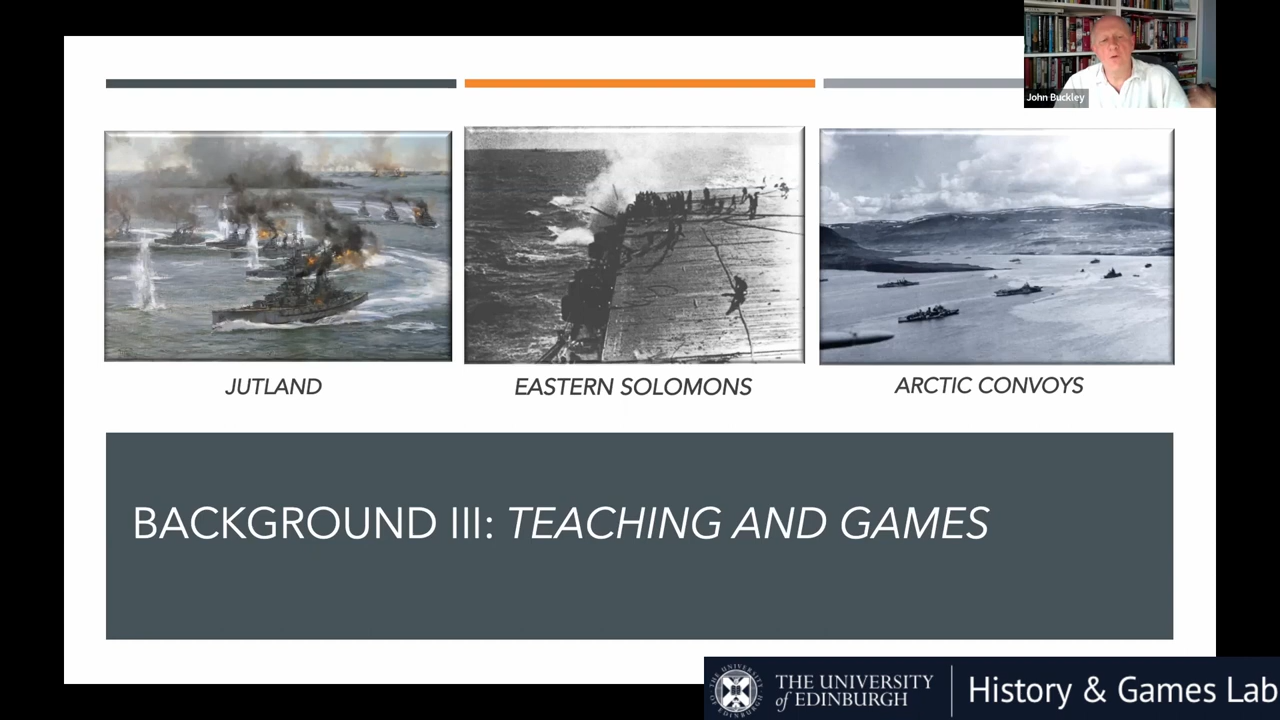 John Buckley
JUTLAND
EASTERN SOLOMONS
ARCTIC CONVOYS
BACKGROUND III: TEACHING AND GAMES
THE UNIVERSITY
of EDINBURGH
History & Games Lab